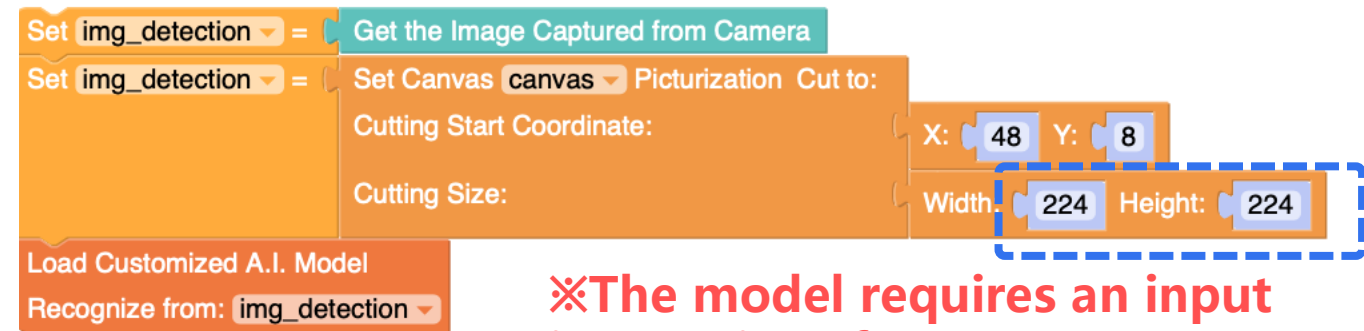 Set img_detection = Get the Image Captured from Camera
Set img_detection = Set Canvas canvas Picturization Cut to:
Cutting Start Coordinate: X: 48 Y: 8
Cutting Size: Width: 224 Height: 224
Load Customized A.I. Model
Recognize from: img_detection
※The model requires an input